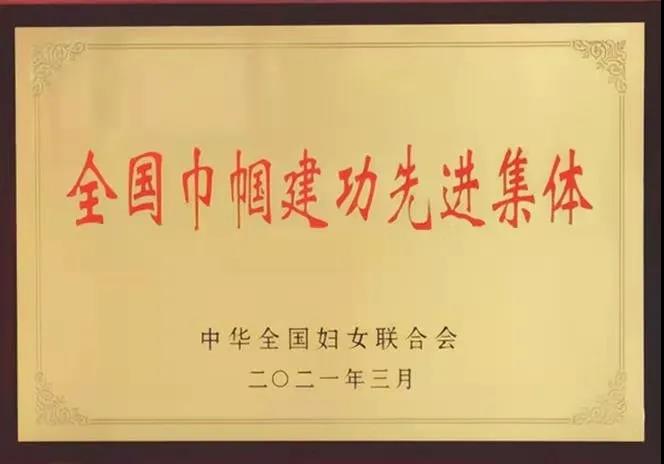 全国巾帼建功先进集体
中华全国妇女联合会
二〇二一年三月